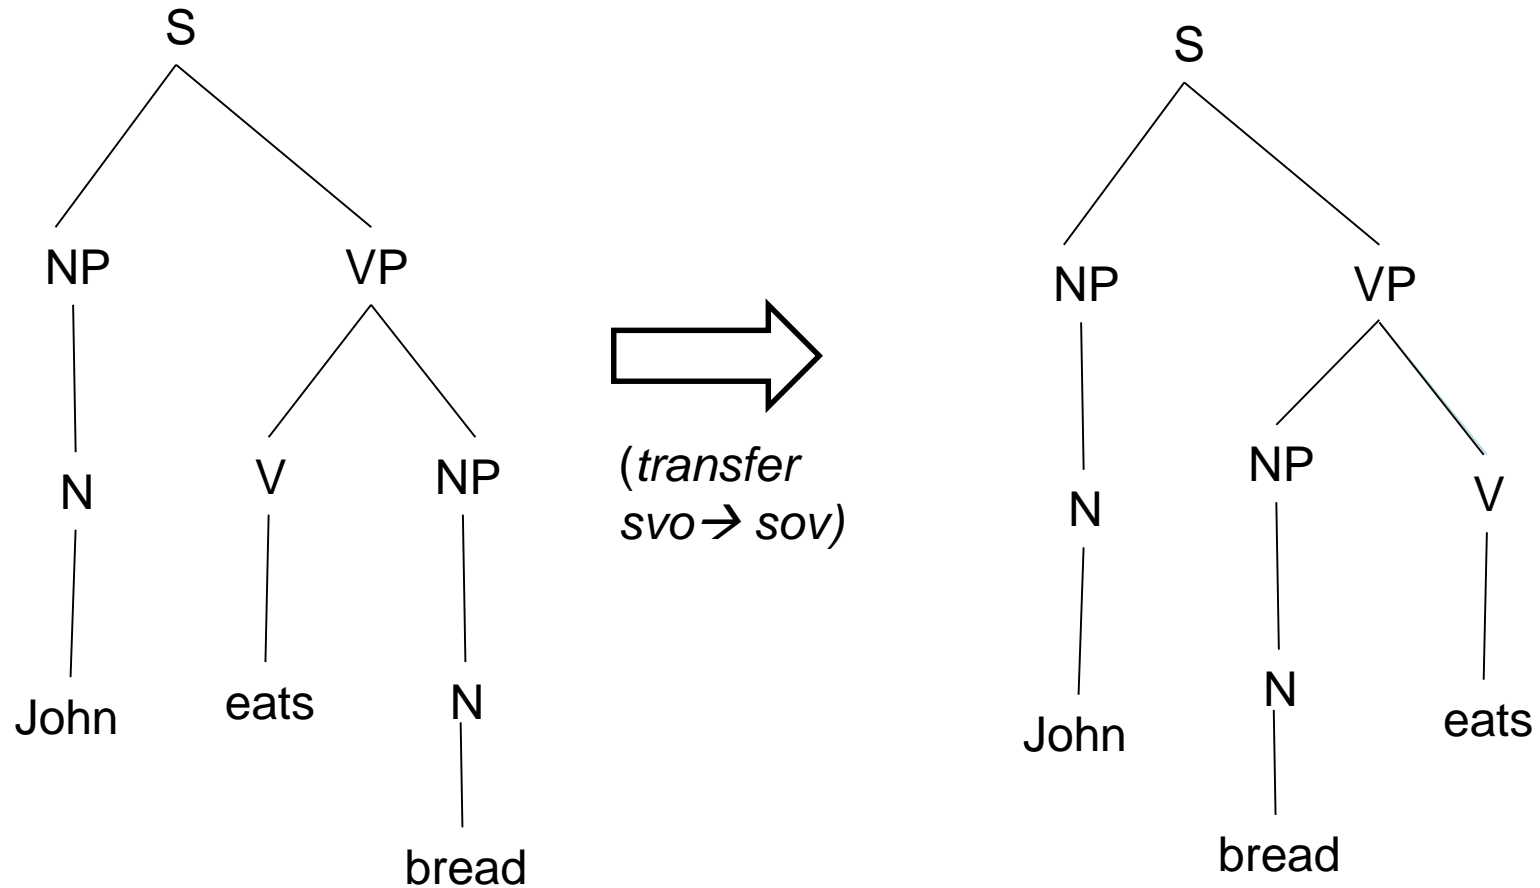 S
NP VP
N V NP
John eats N
bread
(transfer
svo→ sov)
S
NP VP
N NP V
John N eats
bread